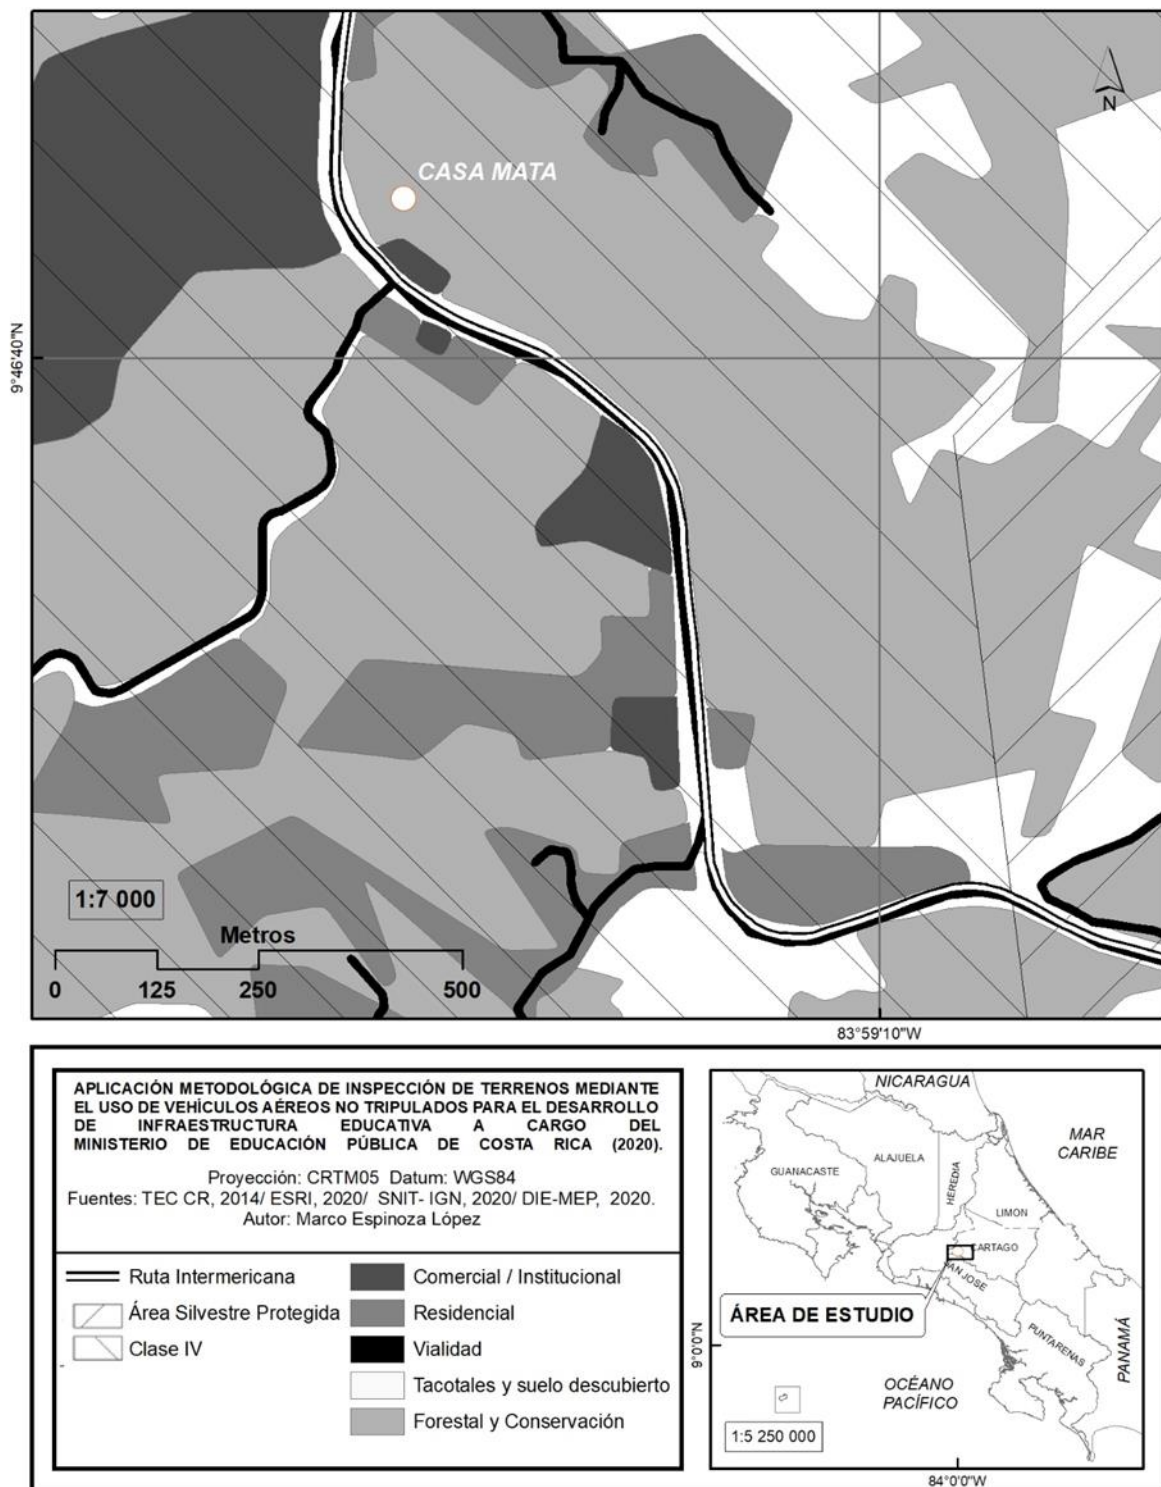 N
CASA MATA
9°46'40"N
1:7 000
Metros
0 125 250 500
83°59'10"W
APLICACIÓN METODOLÓGICA DE INSPECCIÓN DE TERRENOS MEDIANTE
EL USO DE VEHÍCULOS AÉREOS NO TRIPULADOS PARA EL DESARROLLO
DE INFRAESTRUCTURA EDUCATIVA A CARGO DEL
MINISTERIO DE EDUCACIÓN PÚBLICA DE COSTA RICA (2020).
Proyección: CRTM05 Datum: WGS84
Fuentes: TEC CR, 2014/ ESRI, 2020/ SNIT- IGN, 2020/ DIE-MEP, 2020.
Autor: Marco Espinoza López
Ruta Intermericana
Área Silvestre Protegida
Clase IV
Comercial / Institucional
Residencial
Vialidad
Tacotales y suelo descubierto
Forestal y Conservación
NICARAGUA
MAR
CARIBE
ALAJUELA
GUANACASTE
HEREDIA
LIMON
CARTAGO
SAN JOSE
ÁREA DE ESTUDIO
PUNTARENAS
PANAMÁ
9°0'0"N
OCÉANO
PACÍFICO
1:5 250 000
84°0'0"W